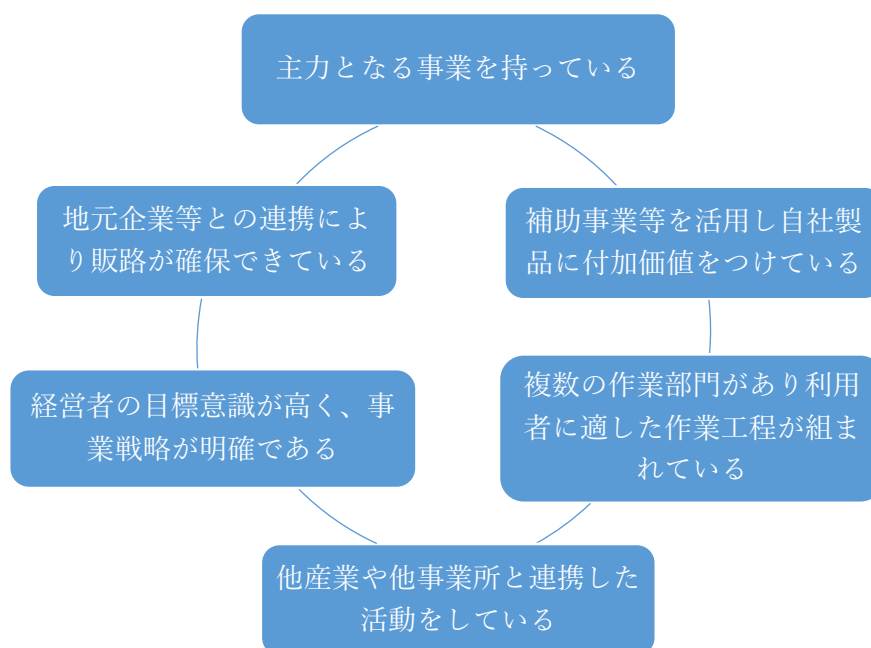 主力となる事業を持っている
地元企業等との連携によ
り販路が確保できている
補助事業等を活用し自社製
品に付加価値をつけている
経営者の目標意識が高く、事
業戦略が明確である
複数の作業部門があり利用
者に適した作業工程が組ま
れている
他産業や他事業所と連携した
活動をしている